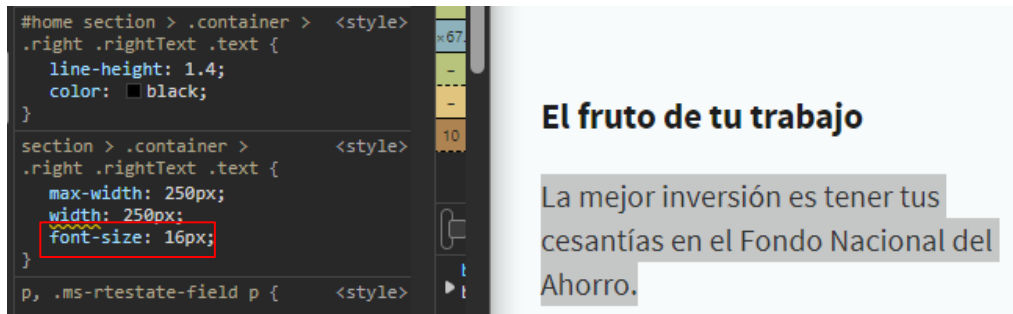 #home section > .container > <style>
.right .rightText .text {
line-height: 1.4;
color: black;
}
section > .container > <style>
.right .rightText .text {
max-width: 250px;
width: 250px;
font-size: 16px;
}
p, .ms-rtestate-field p { <style>
×67.
–
–
10
El fruto de tu trabajo
La mejor inversión es tener tus
cesantías en el Fondo Nacional del
Ahorro.